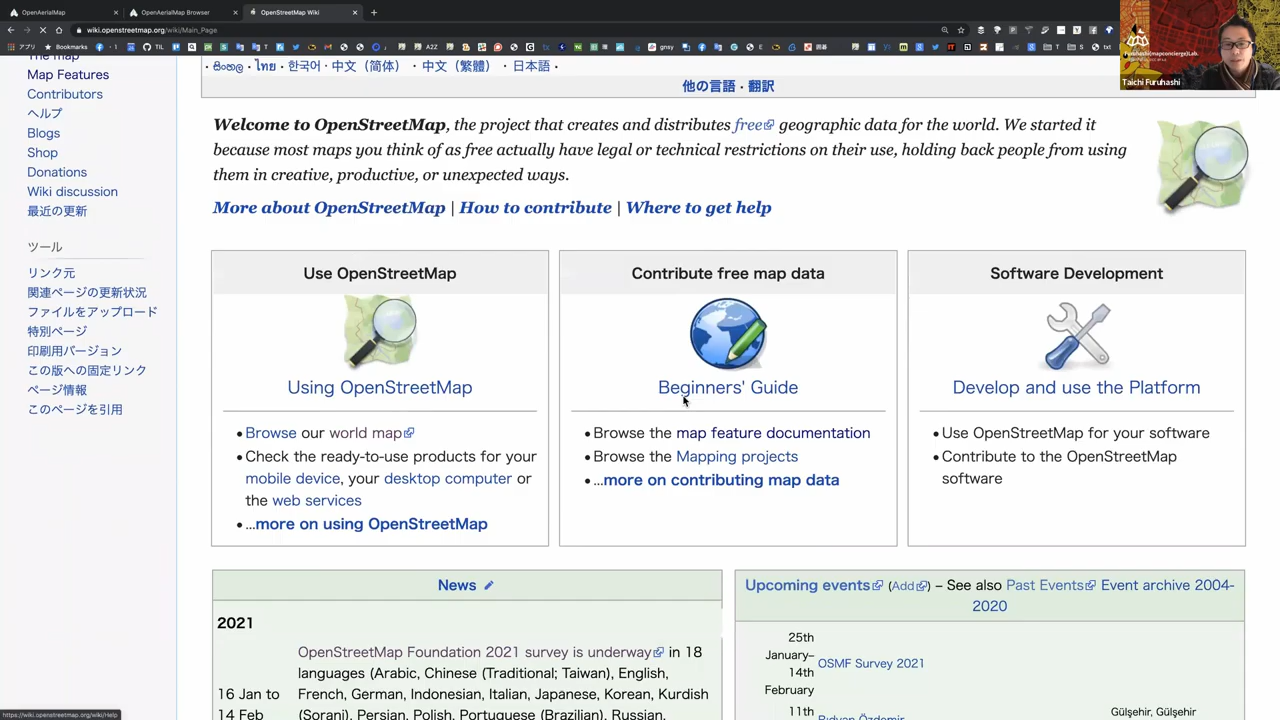 OpenAerialMap
OpenAerialMap Browser
OpenStreetMap Wiki
wiki.openstreetmap.org/wiki/Main_Page
アプリ
Bookmarks
TIL
A2Z
gnsy
txt
Furuhashi(mapconcierge)Lab.
Taichi Furuhashi
The map
Map Features
Contributors
ヘルプ
Blogs
Shop
Donations
Wiki discussion
最近の更新
ツール
リンク元
関連ページの更新状況
ファイルをアップロード
特別ページ
印刷用バージョン
この版への固定リンク
ページ情報
このページを引用
· සිංහල · ไทย · 한국어 · 中文（简体） · 中文（繁體） · 日本語 ·
他の言語 · 翻訳
Welcome to OpenStreetMap, the project that creates and distributes free geographic data for the world. We started it
because most maps you think of as free actually have legal or technical restrictions on their use, holding back people from using
them in creative, productive, or unexpected ways.
More about OpenStreetMap | How to contribute | Where to get help
Use OpenStreetMap
Using OpenStreetMap
• Browse our world map
• Check the ready-to-use products for your
mobile device, your desktop computer or
the web services
• ...more on using OpenStreetMap
Contribute free map data
Beginners' Guide
• Browse the map feature documentation
• Browse the Mapping projects
• ...more on contributing map data
Software Development
Develop and use the Platform
• Use OpenStreetMap for your software
• Contribute to the OpenStreetMap
software
News
2021
16 Jan to
14 Feb
OpenStreetMap Foundation 2021 survey is underway in 18
languages (Arabic, Chinese (Traditional; Taiwan), English,
French, German, Indonesian, Italian, Japanese, Korean, Kurdish
(Sorani), Persian, Polish, Portuguese (Brazilian), Russian,
Upcoming events (Add) – See also Past Events Event archive 2004-
2020
25th
January–
14th
February
OSMF Survey 2021
11th
Rıdvan Özdemir
Gülşehir, Gülşehir
https://wiki.openstreetmap.org/wiki/Help